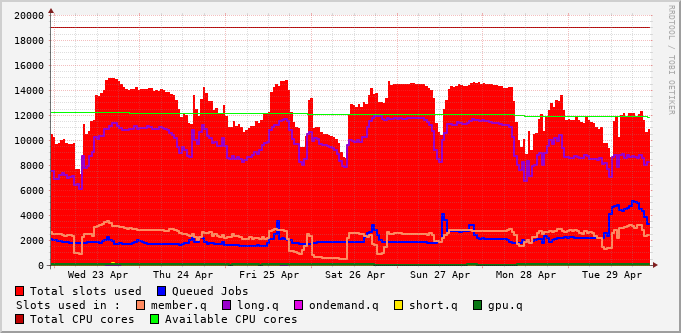 RRDTOOL / TOBI OETIKER
20000
18000
16000
14000
12000
10000
8000
6000
4000
2000
0
Wed 23 Apr Thu 24 Apr Fri 25 Apr Sat 26 Apr Sun 27 Apr Mon 28 Apr Tue 29 Apr
Total slots used Queued Jobs
Slots used in : member.q long.q ondemand.q short.q gpu.q
Total CPU cores Available CPU cores